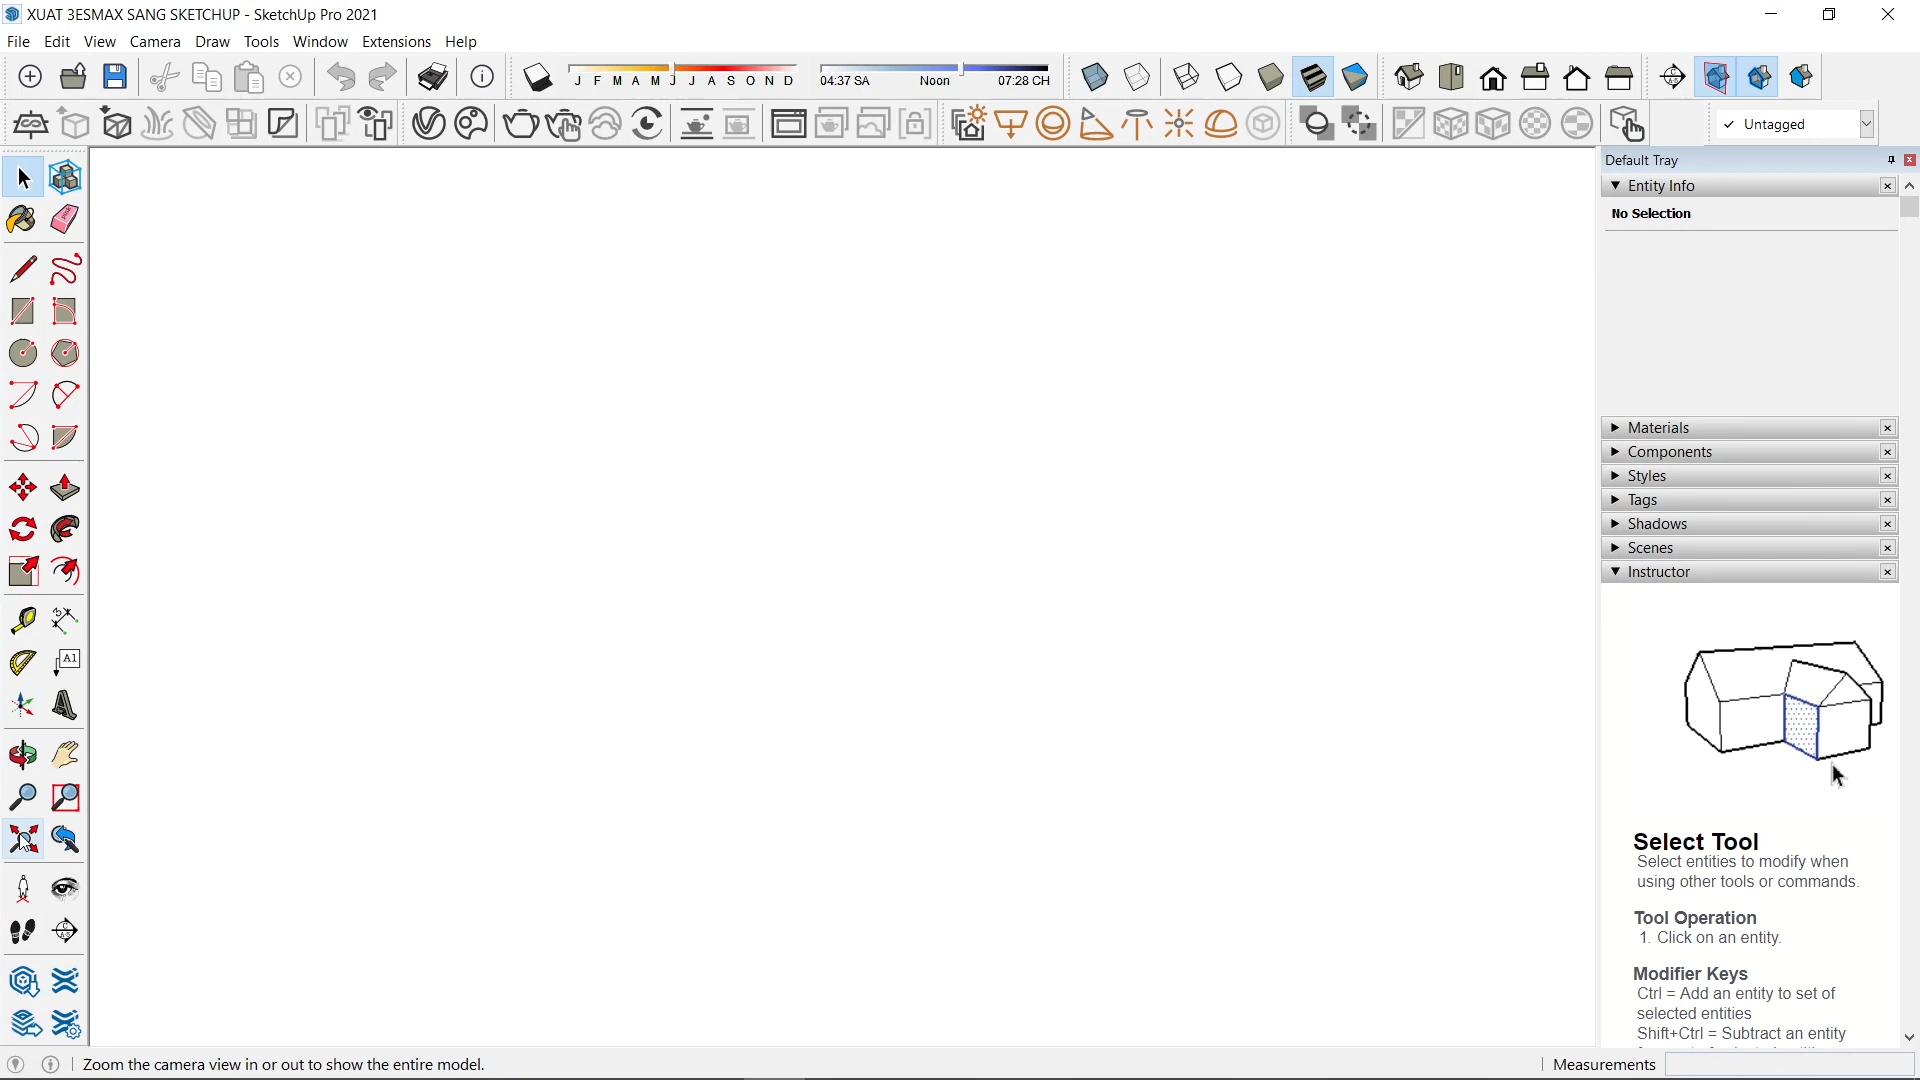 XUAT 3ESMAX SANG SKETCHUP - SketchUp Pro 2021
File Edit View Camera Draw Tools Window Extensions Help
J F M A M J J A S O N D 04:37 SA Noon 07:28 CH
✓ Untagged
Default Tray
Entity Info
No Selection
Materials
Components
Styles
Tags
Shadows
Scenes
Instructor
A1
Select Tool
Select entities to modify when
using other tools or commands.
Tool Operation
1. Click on an entity.
Modifier Keys
Ctrl = Add an entity to set of
selected entities
Shift+Ctrl = Subtract an entity
Zoom the camera view in or out to show the entire model.
Measurements